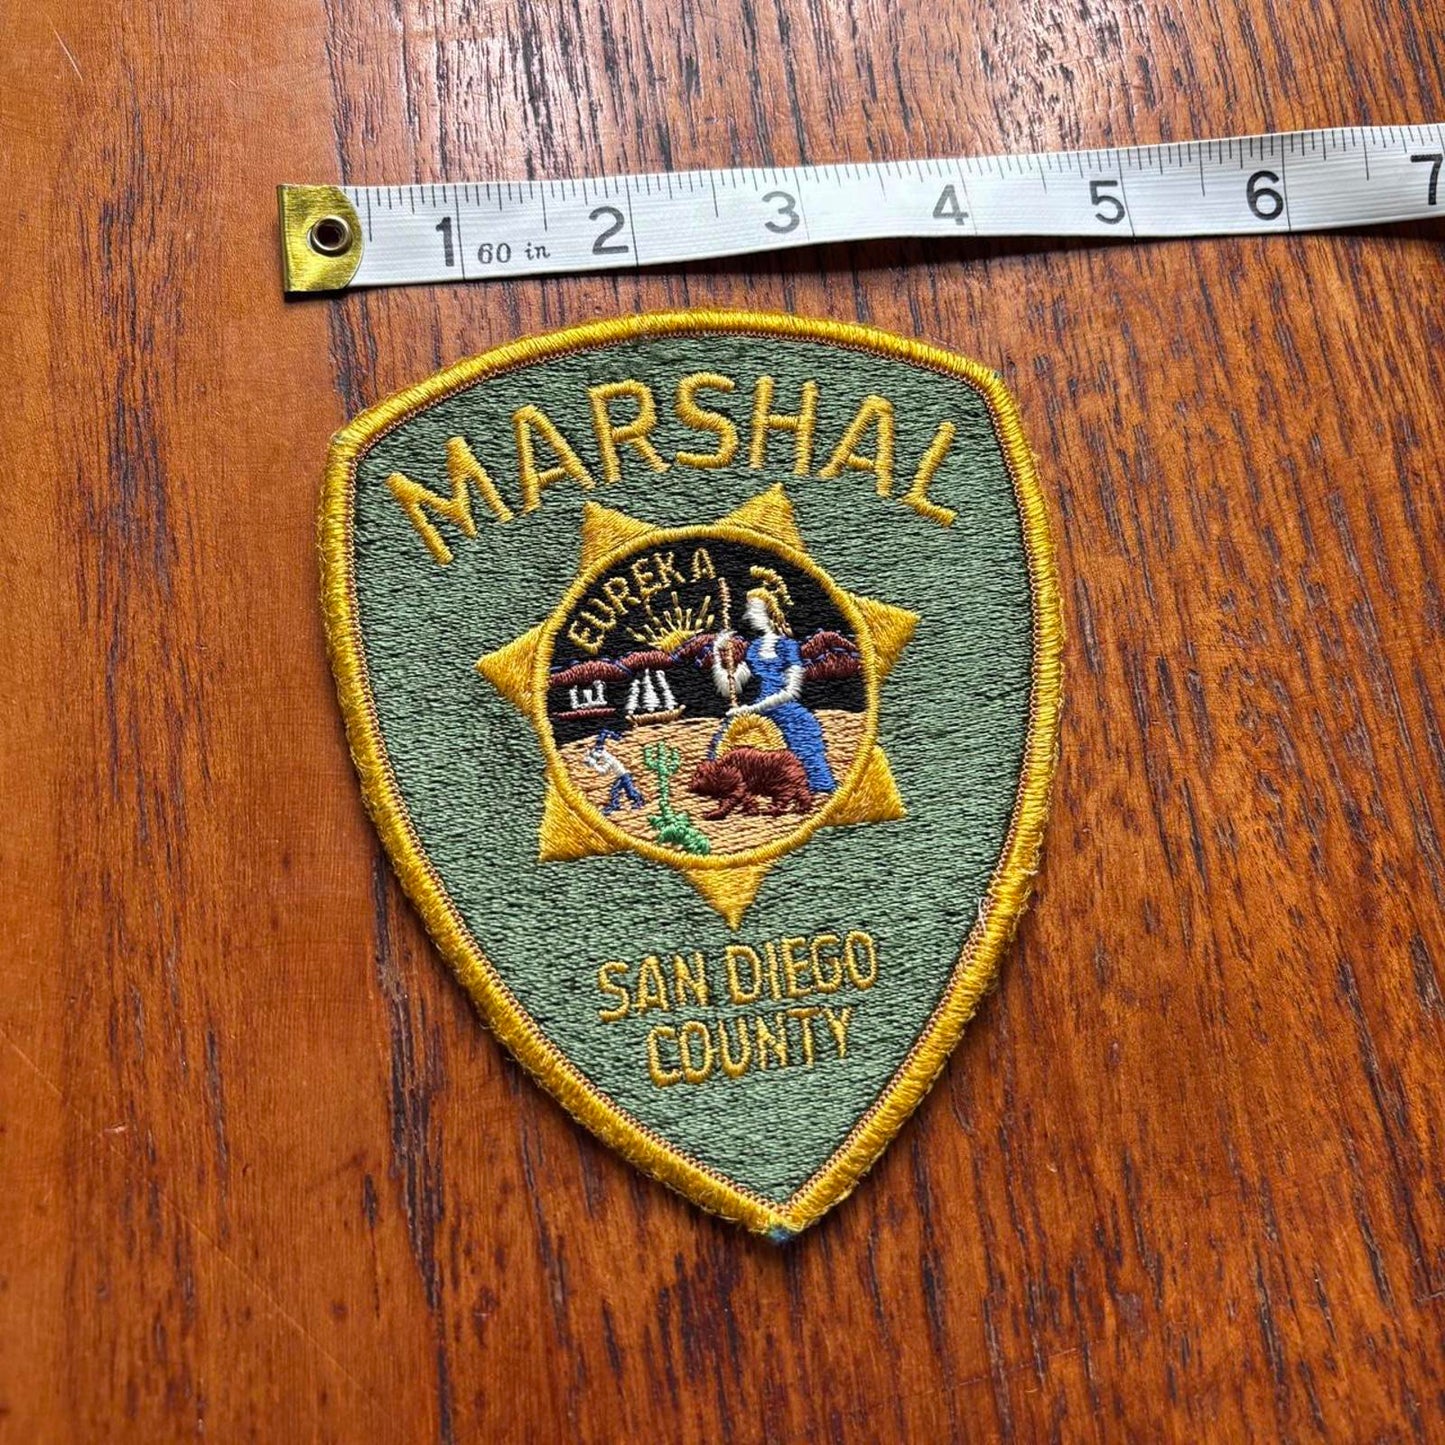 1 60 in 2 3 4 5 6 7
MARSHAL
EUREKA
SAN DIEGO
COUNTY